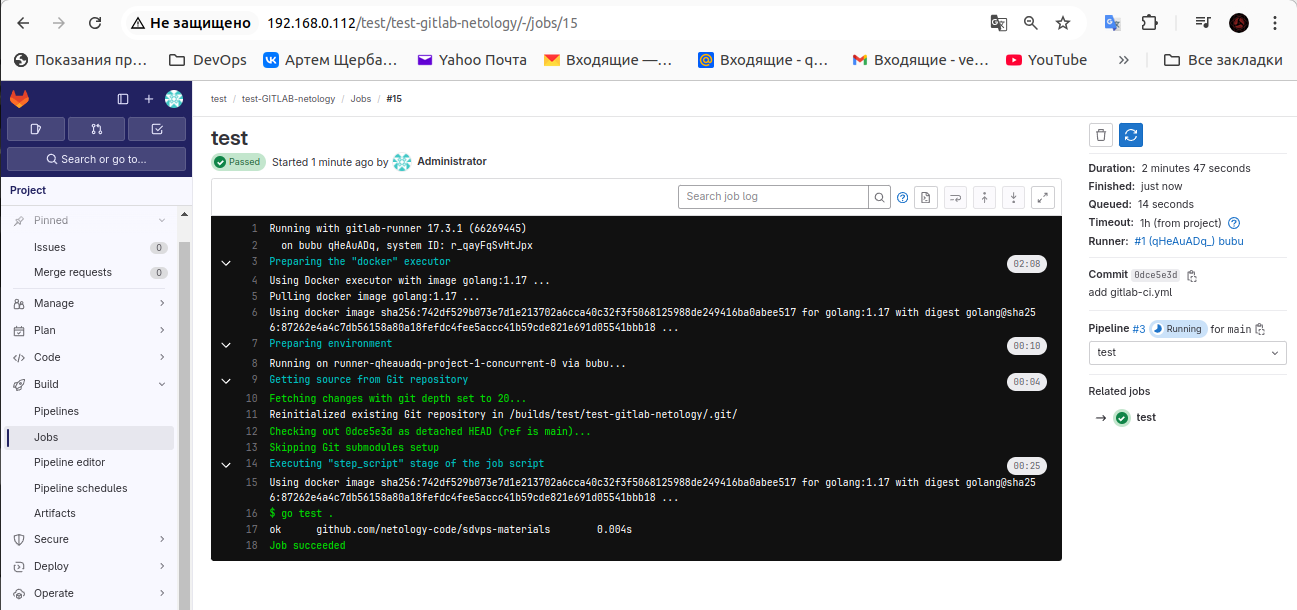 Не защищено 192.168.0.112/test/test-gitlab-netology/-/jobs/15
Показания пр... DevOps Артем Щерба... Yahoo Почта Входящие —... Входящие - q... Входящие - ve... YouTube » Все закладки
test / test-GITLAB-netology / Jobs / #15
Search or go to...
Project
Pinned
Issues 0
Merge requests 0
Manage
Plan
Code
Build
Pipelines
Jobs
Pipeline editor
Pipeline schedules
Artifacts
Secure
Deploy
Operate
test
Passed Started 1 minute ago by Administrator
Search job log
1 Running with gitlab-runner 17.3.1 (66269445)
2 on bubu qHeAuADq, system ID: r_qayFqSvHtJpx
3 Preparing the "docker" executor 02:08
4 Using Docker executor with image golang:1.17 ...
5 Pulling docker image golang:1.17 ...
6 Using docker image sha256:742df529b073e7d1e213702a6cca40c32f3f5068125988de249416ba0abee517 for golang:1.17 with digest golang@sha25
6:87262e4a4c7db56158a80a18fefdc4fee5accc41b59cde821e691d05541bbb18 ...
7 Preparing environment 00:10
8 Running on runner-qheauadq-project-1-concurrent-0 via bubu...
9 Getting source from Git repository 00:04
10 Fetching changes with git depth set to 20...
11 Reinitialized existing Git repository in /builds/test/test-gitlab-netology/.git/
12 Checking out 0dce5e3d as detached HEAD (ref is main)...
13 Skipping Git submodules setup
14 Executing "step_script" stage of the job script 00:25
15 Using docker image sha256:742df529b073e7d1e213702a6cca40c32f3f5068125988de249416ba0abee517 for golang:1.17 with digest golang@sha25
6:87262e4a4c7db56158a80a18fefdc4fee5accc41b59cde821e691d05541bbb18 ...
16 $ go test .
17 ok github.com/netology-code/sdvps-materials 0.004s
18 Job succeeded
Duration: 2 minutes 47 seconds
Finished: just now
Queued: 14 seconds
Timeout: 1h (from project)
Runner: #1 (qHeAuADq_) bubu
Commit 0dce5e3d
add gitlab-ci.yml
Pipeline #3 Running for main
test
Related jobs
→ test